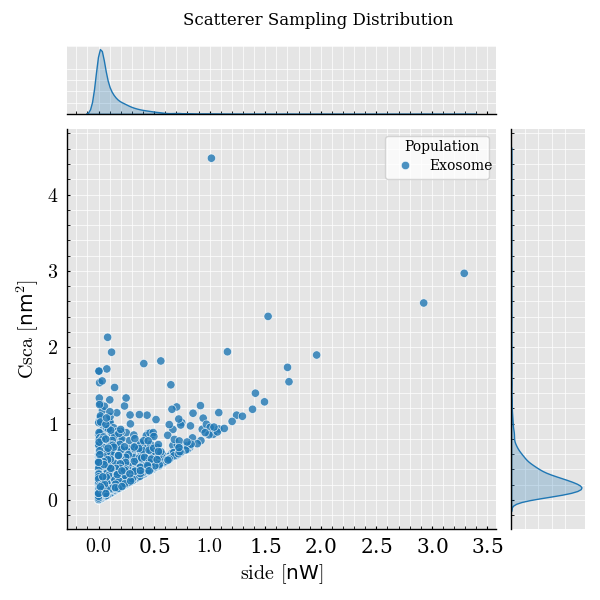 Scatterer Sampling Distribution
Population
Exosome
4
3
2
1
0
Csca [nm²]
0.0 0.5 1.0 1.5 2.0 2.5 3.0 3.5
side [nW]